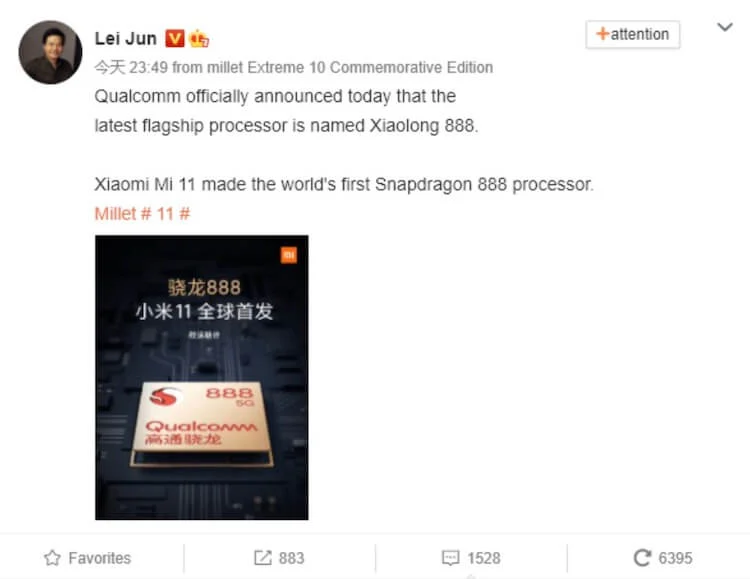 Lei Jun
+attention
今天 23:49 from millet Extreme 10 Commemorative Edition
Qualcomm officially announced today that the
latest flagship processor is named Xiaolong 888.
Xiaomi Mi 11 made the world's first Snapdragon 888 processor.
Millet # 11 #
mi
骁龙888
小米11 全球首发
888
5G
Qualcomm
高通骁龙
Favorites
883
1528
6395